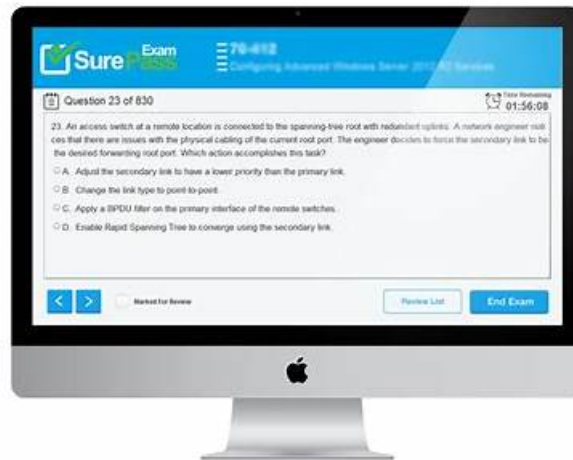 SurePass Exam
70-412
Configuring Advanced Windows Server 2012 R2 Services
Question 23 of 830
Time Remaining
01:56:08
23. An access switch at a remote location is connected to the spanning-tree root with redundant uplinks. A network engineer noti
ces that there are issues with the physical cabling of the current root port. The engineer decides to force the secondary link to be
the desired forwarding root port. Which action accomplishes this task?
A. Adjust the secondary link to have a lower priority than the primary link.
B. Change the link type to point-to-point.
C. Apply a BPDU filter on the primary interface of the remote switches.
D. Enable Rapid Spanning Tree to converge using the secondary link.
< >
Marked For Review
Review List
End Exam